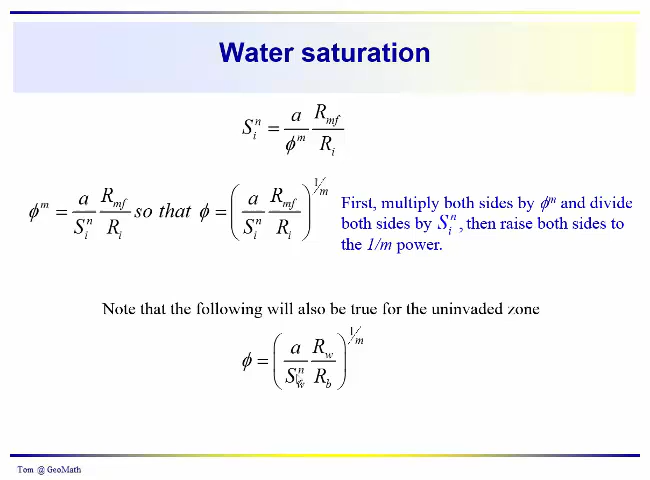 Water saturation
S_i^n = a/ϕ^m R_mf/R_i
ϕ^m = a/S_i^n R_mf/R_i so that ϕ = (a/S_i^n R_mf/R_i)^1/m
First, multiply both sides by ϕ^m and divide
both sides by S_i^n, then raise both sides to
the 1/m power.
Note that the following will also be true for the uninvaded zone
ϕ = (a/S_w^n R_w/R_b)^1/m
Tom @ GeoMath